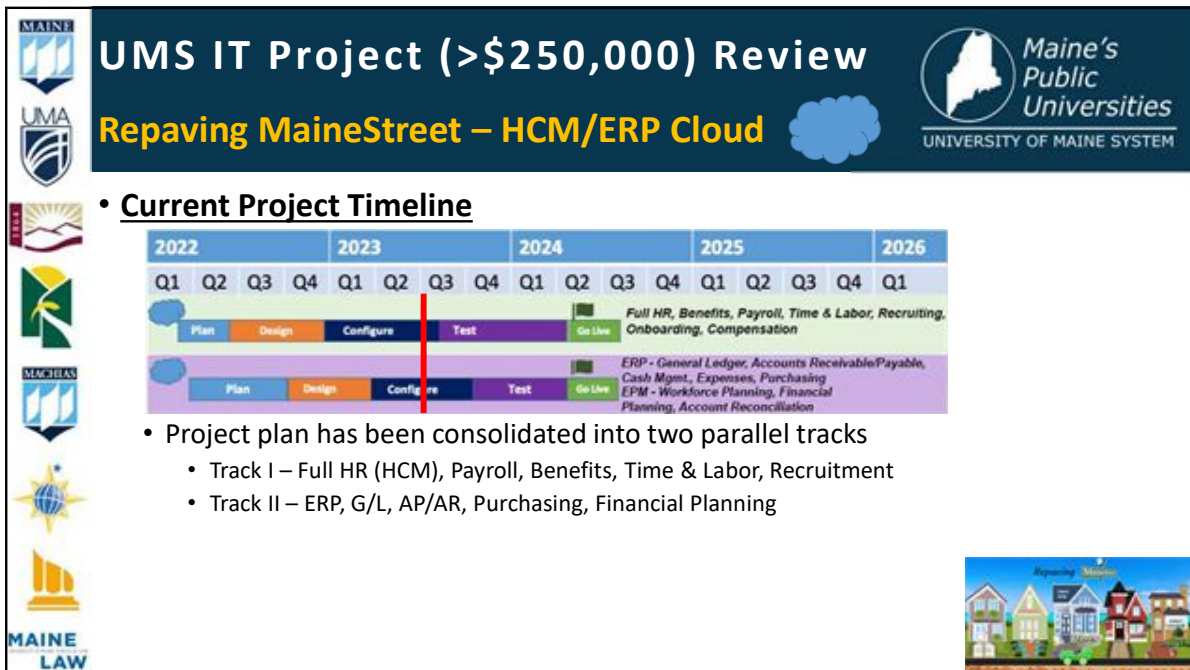 MAINE
UMS IT Project (>$250,000) Review
Repaving MaineStreet – HCM/ERP Cloud
Maine's
Public
Universities
UNIVERSITY OF MAINE SYSTEM
UMA
1864
MACHIAS
MAINE
LAW
• Current Project Timeline
2022 2023 2024 2025 2026
Q1 Q2 Q3 Q4 Q1 Q2 Q3 Q4 Q1 Q2 Q3 Q4 Q1 Q2 Q3 Q4 Q1
Plan Design Configure Test Go Live
Full HR, Benefits, Payroll, Time & Labor, Recruiting,
Onboarding, Compensation
Plan Design Configure Test Go Live
ERP - General Ledger, Accounts Receivable/Payable,
Cash Mgmt., Expenses, Purchasing
EPM - Workforce Planning, Financial
Planning, Account Reconciliation
• Project plan has been consolidated into two parallel tracks
• Track I – Full HR (HCM), Payroll, Benefits, Time & Labor, Recruitment
• Track II – ERP, G/L, AP/AR, Purchasing, Financial Planning
Repaving